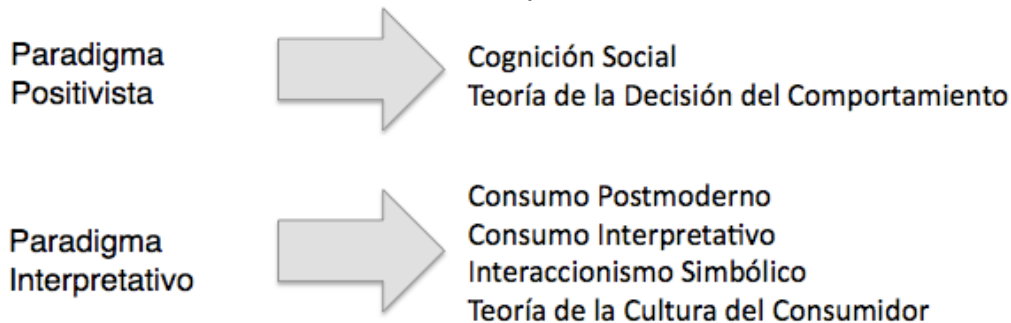 Paradigma
Positivista
Cognición Social
Teoría de la Decisión del Comportamiento
Paradigma
Interpretativo
Consumo Postmoderno
Consumo Interpretativo
Interaccionismo Simbólico
Teoría de la Cultura del Consumidor